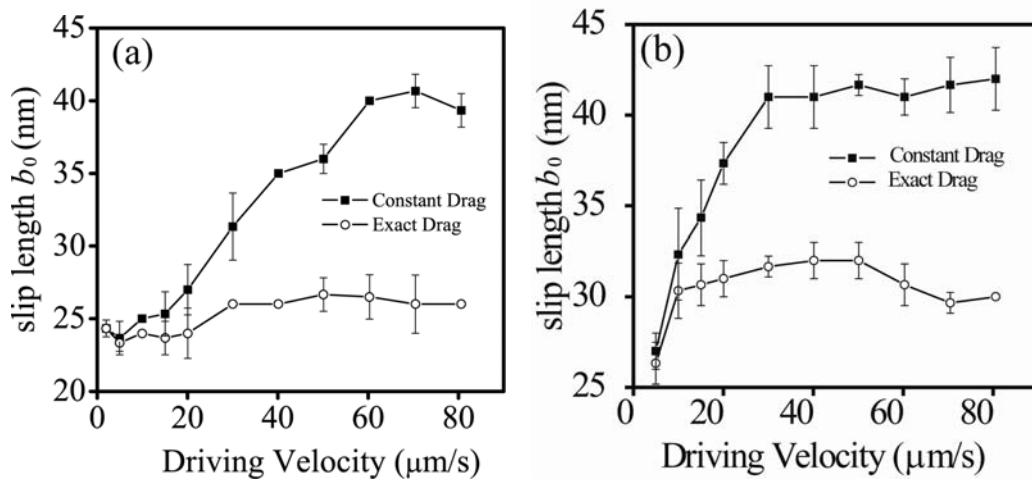 (a)
45
40
35
30
25
20
slip length b₀ (nm)
Constant Drag
Exact Drag
0 20 40 60 80
Driving Velocity (μm/s)
(b)
45
40
35
30
25
slip length b₀ (nm)
Constant Drag
Exact Drag
0 20 40 60 80
Driving Velocity (μm/s)